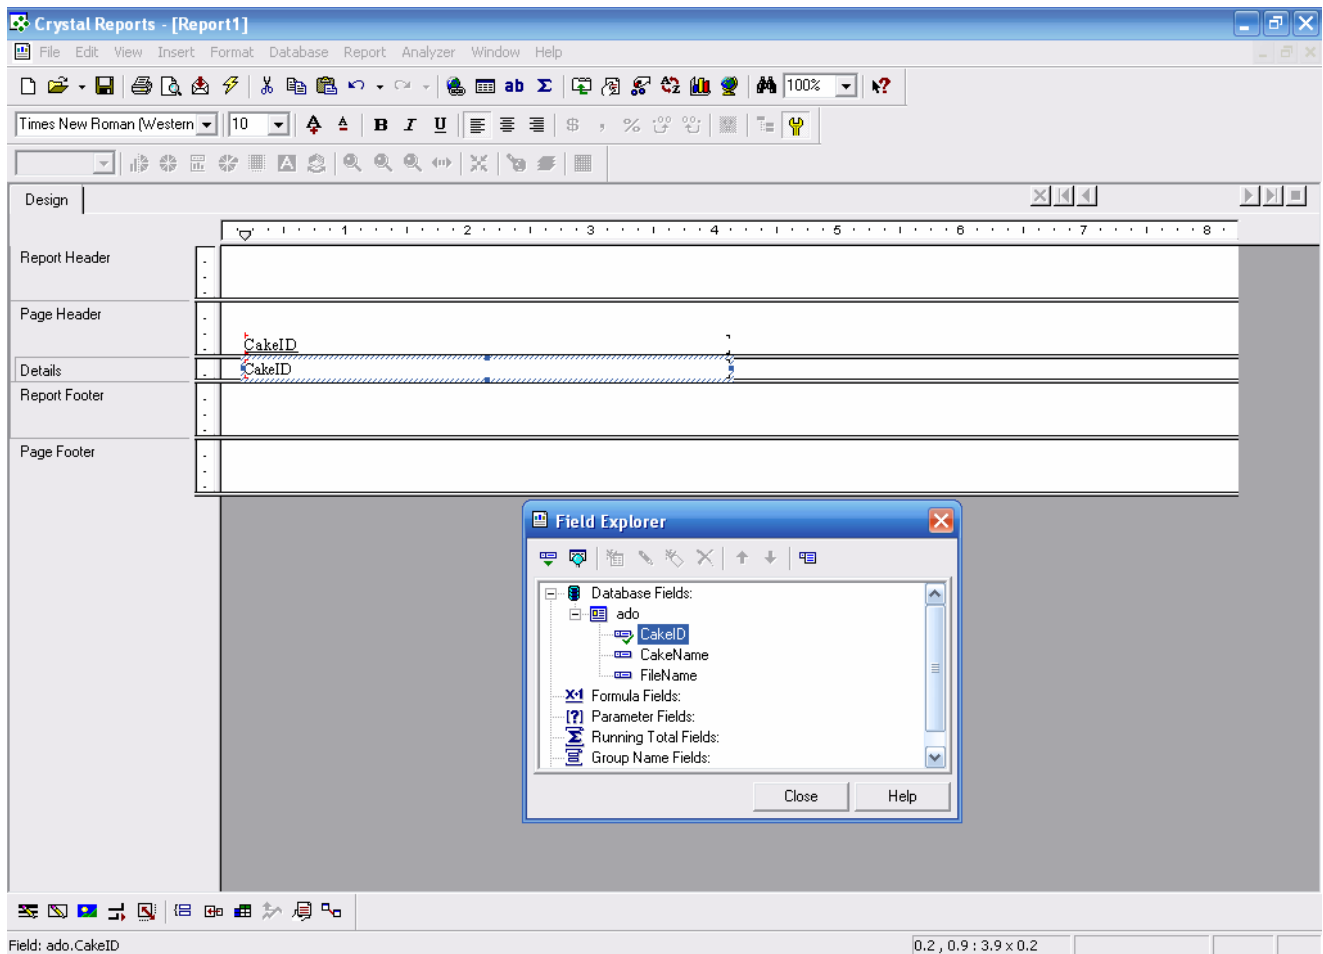 Crystal Reports - [Report1]
File Edit View Insert Format Database Report Analyzer Window Help
ab Σ 100%
Times New Roman (Western 10 B I U $ , %
A
Design
1 2 3 4 5 6 7 8
Report Header
Page Header
CakeID
Details
CakeID
Report Footer
Page Footer
Field Explorer
Database Fields:
ado
CakeID
CakeName
FileName
X+1 Formula Fields:
[?] Parameter Fields:
Σ Running Total Fields:
Group Name Fields:
Close Help
Field: ado.CakeID 0.2 , 0.9 : 3.9 x 0.2